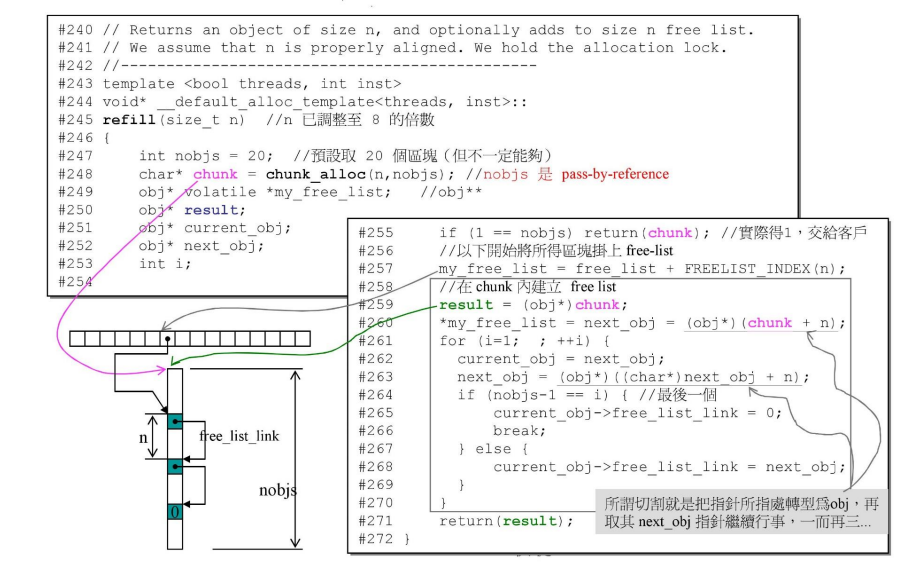 #240 // Returns an object of size n, and optionally adds to size n free list.
#241 // We assume that n is properly aligned. We hold the allocation lock.
#242 //----------------------------------------------
#243 template <bool threads, int inst>
#244 void* __default_alloc_template<threads, inst>::
#245 refill(size_t n)  //n 已調整至 8 的倍數
#246 {
#247     int nobjs = 20;  //預設取 20 個區塊（但不一定能夠）
#248     char* chunk = chunk_alloc(n,nobjs); //nobjs 是 pass-by-reference
#249     obj* volatile *my_free_list;  //obj**
#250     obj* result;
#251     obj* current_obj;
#252     obj* next_obj;
#253     int i;
#254
#255     if (1 == nobjs) return(chunk); //實際得1，交給客戶
#256     //以下開始將所得區塊掛上 free-list
#257     my_free_list = free_list + FREELIST_INDEX(n);
#258     //在 chunk 內建立 free list
#259     result = (obj*)chunk;
#260     *my_free_list = next_obj = (obj*)(chunk + n);
#261     for (i=1;  ; ++i) {
#262       current_obj = next_obj;
#263       next_obj = (obj*)((char*)next_obj + n);
#264       if (nobjs-1 == i) { //最後一個
#265           current_obj->free_list_link = 0;
#266           break;
#267       } else {
#268           current_obj->free_list_link = next_obj;
#269       }
#270     }
#271     return(result);
#272 }
所謂切割就是把指針所指處轉型爲obj，再
取其 next_obj 指針繼續行事，一而再三...
n
free_list_link
nobjs
0